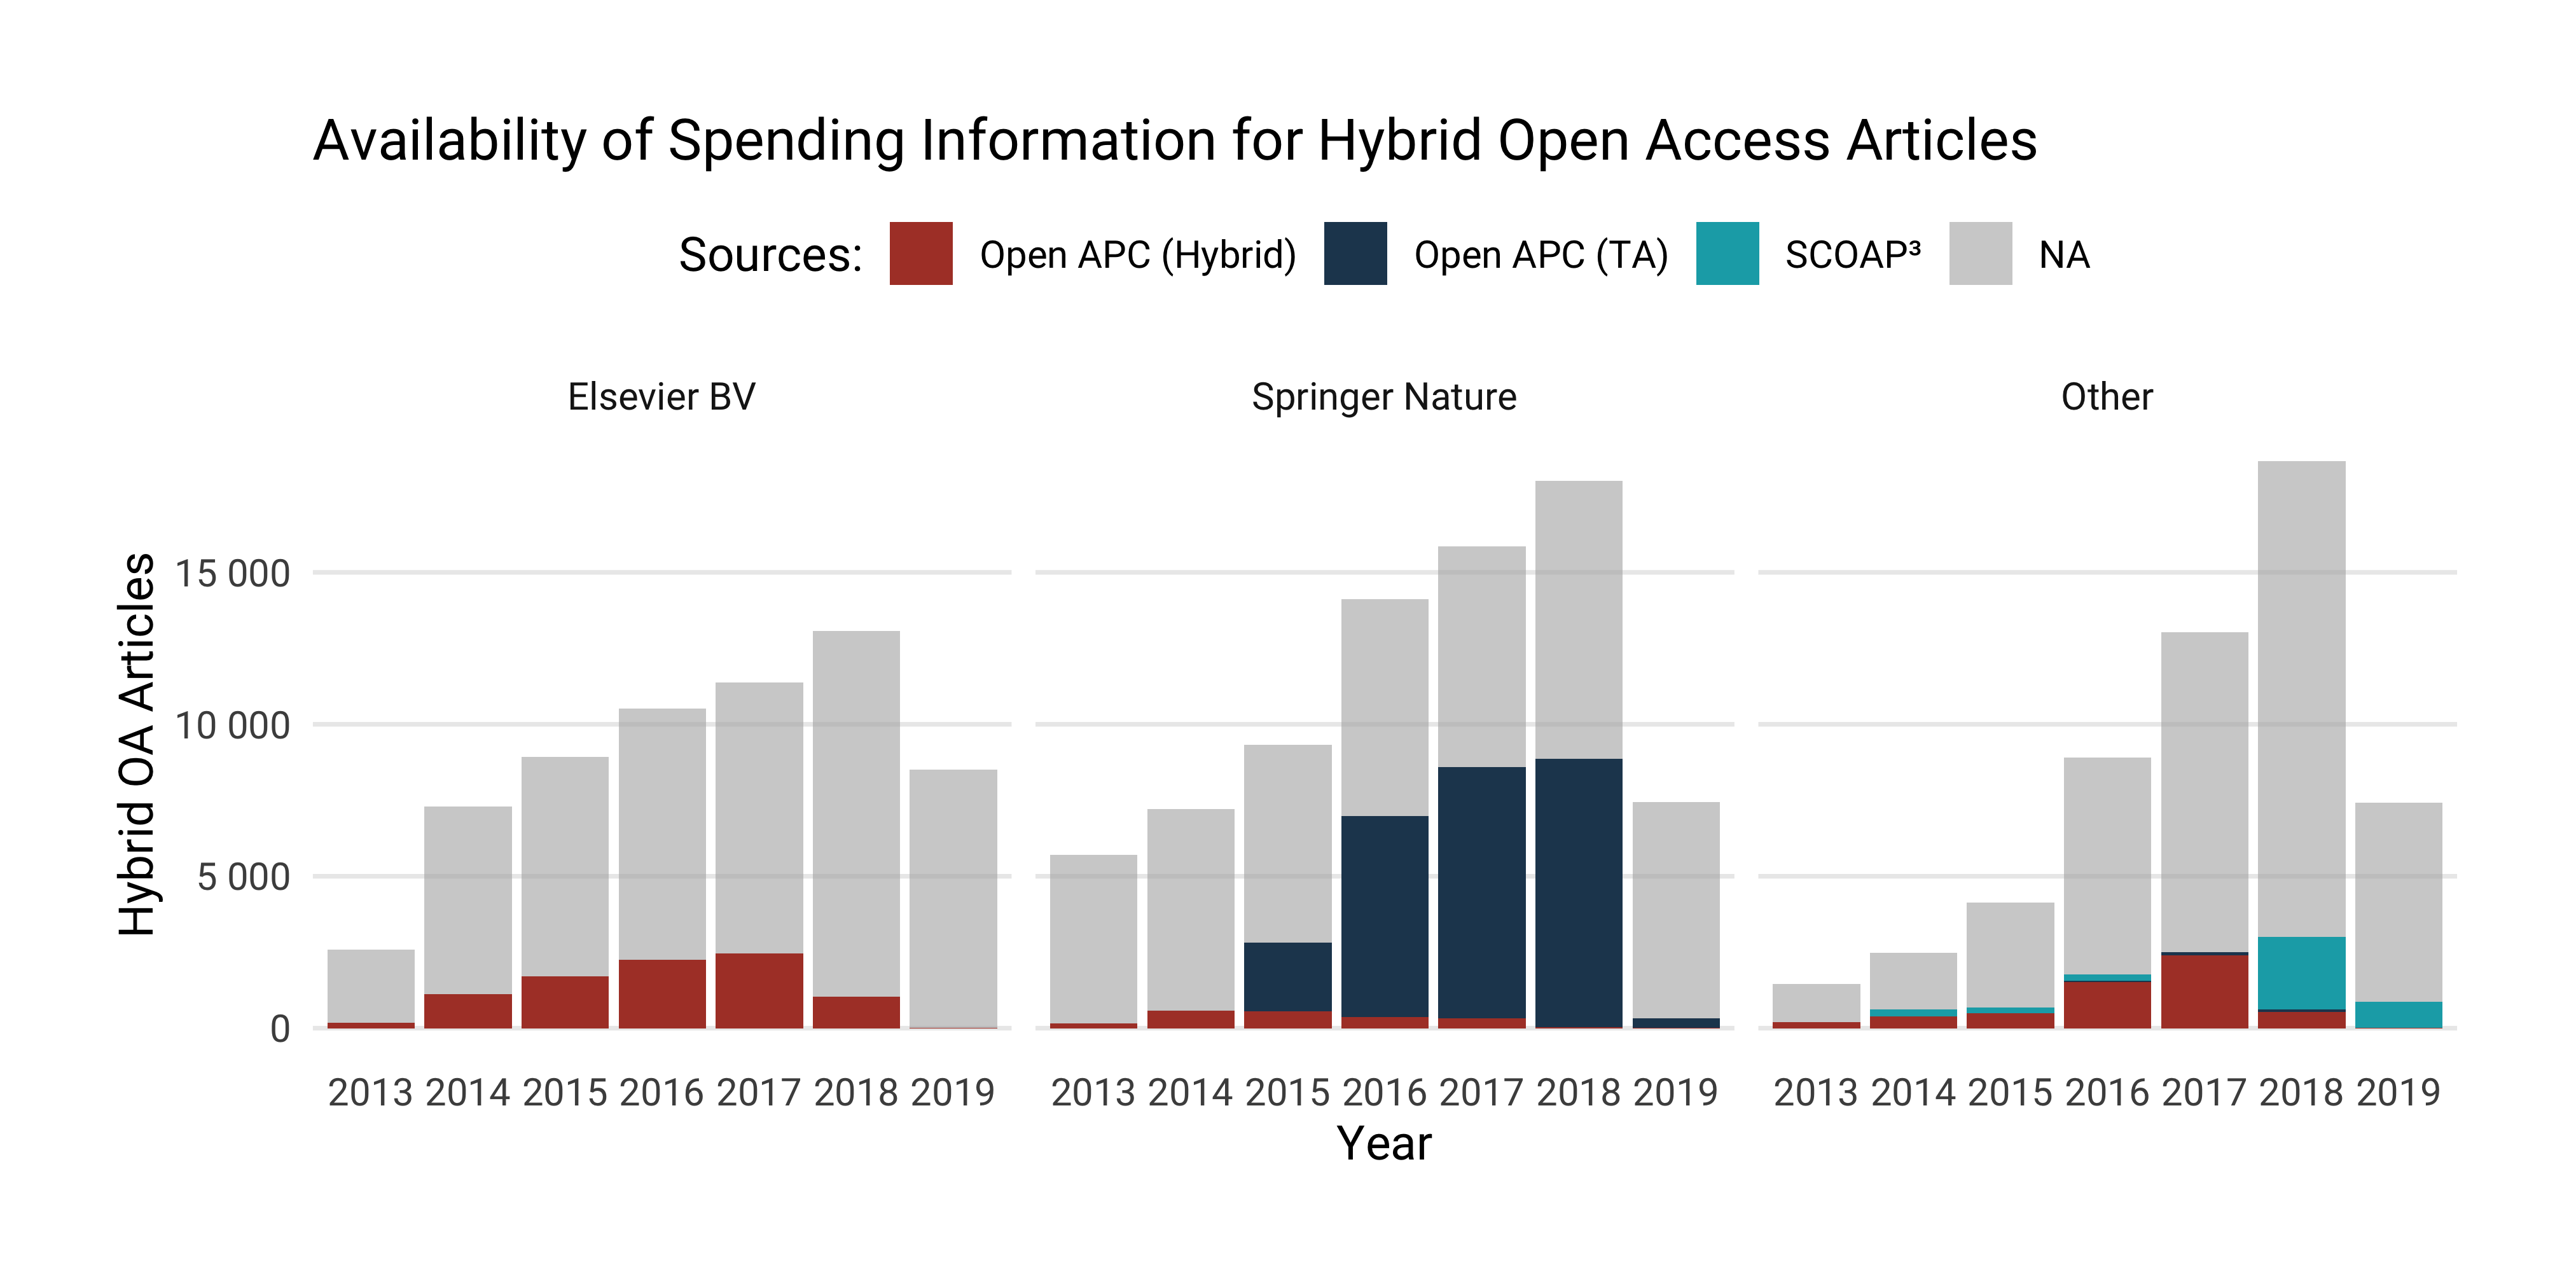 Availability of Spending Information for Hybrid Open Access Articles
Sources: Open APC (Hybrid) Open APC (TA) SCOAP³ NA
Elsevier BV Springer Nature Other
Hybrid OA Articles
15 000
10 000
5 000
0
2013 2014 2015 2016 2017 2018 2019 2013 2014 2015 2016 2017 2018 2019 2013 2014 2015 2016 2017 2018 2019
Year